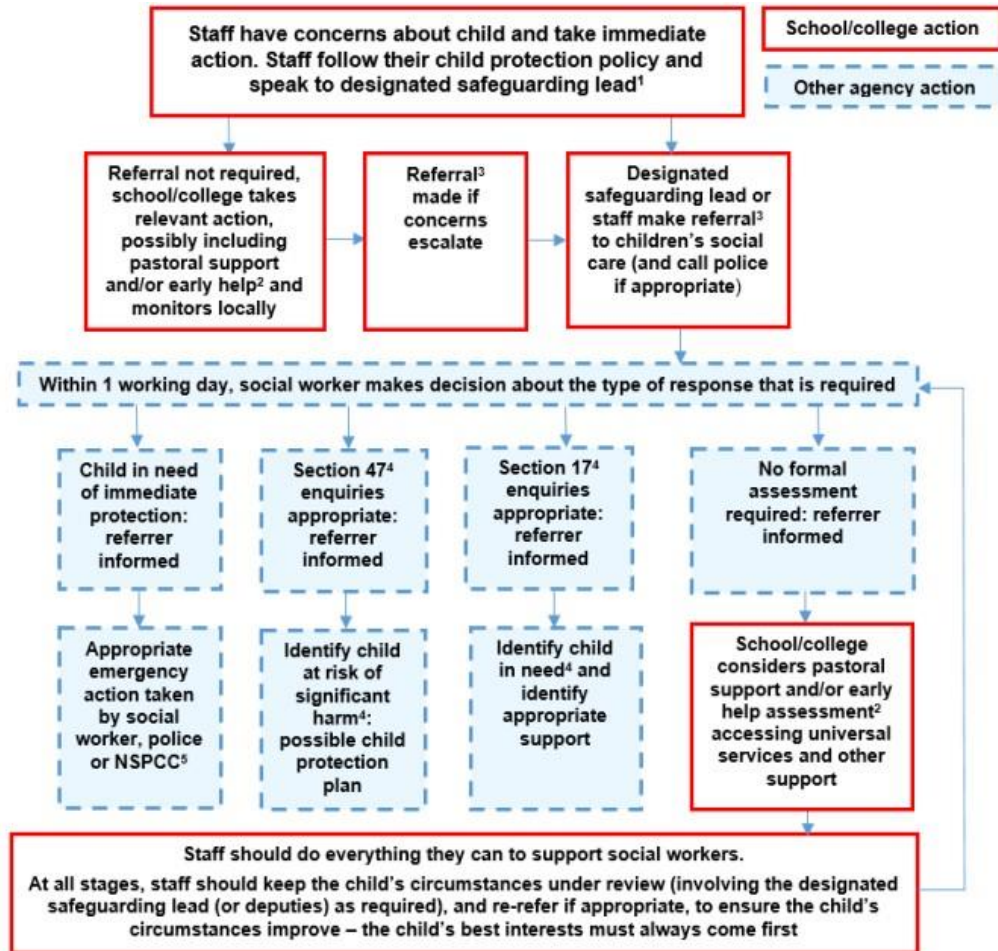 Staff have concerns about child and take immediate
action. Staff follow their child protection policy and
speak to designated safeguarding lead¹
School/college action
Other agency action
Referral not required,
school/college takes
relevant action,
possibly including
pastoral support
and/or early help² and
monitors locally
Referral³
made if
concerns
escalate
Designated
safeguarding lead or
staff make referral³
to children's social
care (and call police
if appropriate)
Within 1 working day, social worker makes decision about the type of response that is required
Child in need
of immediate
protection:
referrer
informed
Section 47⁴
enquiries
appropriate:
referrer
informed
Section 17⁴
enquiries
appropriate:
referrer
informed
No formal
assessment
required: referrer
informed
Appropriate
emergency
action taken
by social
worker, police
or NSPCC⁵
Identify child
at risk of
significant
harm⁴:
possible child
protection
plan
Identify child
in need⁴ and
identify
appropriate
support
School/college
considers pastoral
support and/or early
help assessment²
accessing universal
services and other
support
Staff should do everything they can to support social workers.
At all stages, staff should keep the child's circumstances under review (involving the designated
safeguarding lead (or deputies) as required), and re-refer if appropriate, to ensure the child's
circumstances improve – the child's best interests must always come first